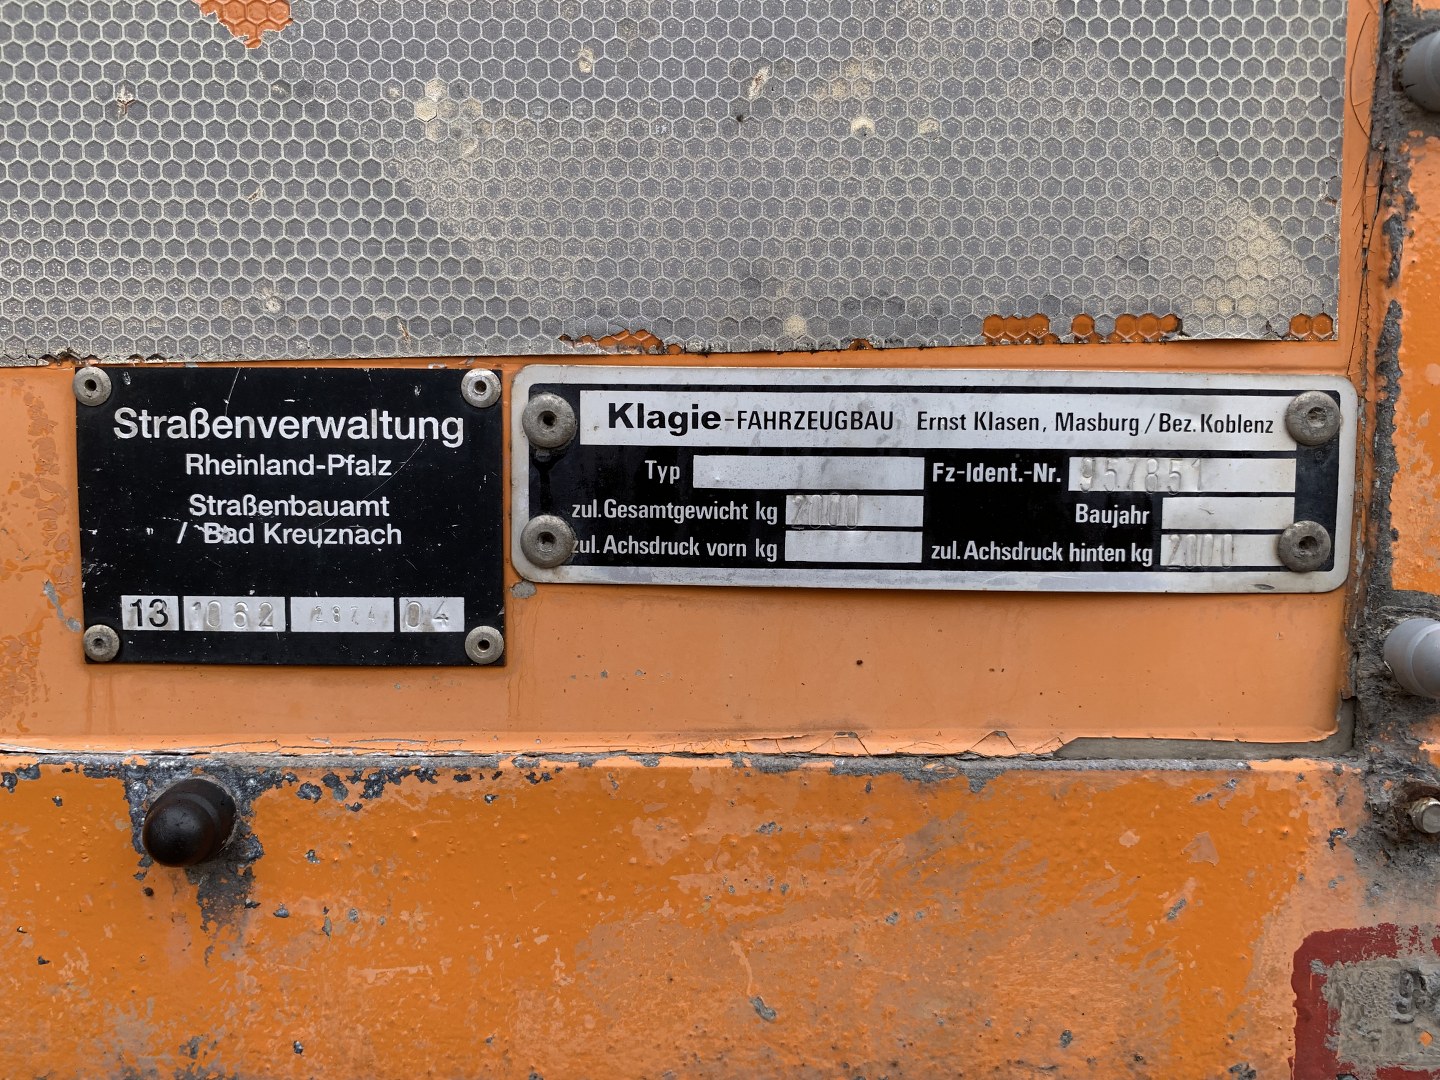 Straßenverwaltung
Rheinland-Pfalz
Straßenbauamt
/ Bad Kreuznach
13 1062 2874 04
Klagie-FAHRZEUGBAU Ernst Klasen, Masburg/Bez. Koblenz
Typ Fz-Ident.-Nr. 957851
zul. Gesamtgewicht kg 2000 Baujahr
zul. Achsdruck vorn kg zul. Achsdruck hinten kg 2000